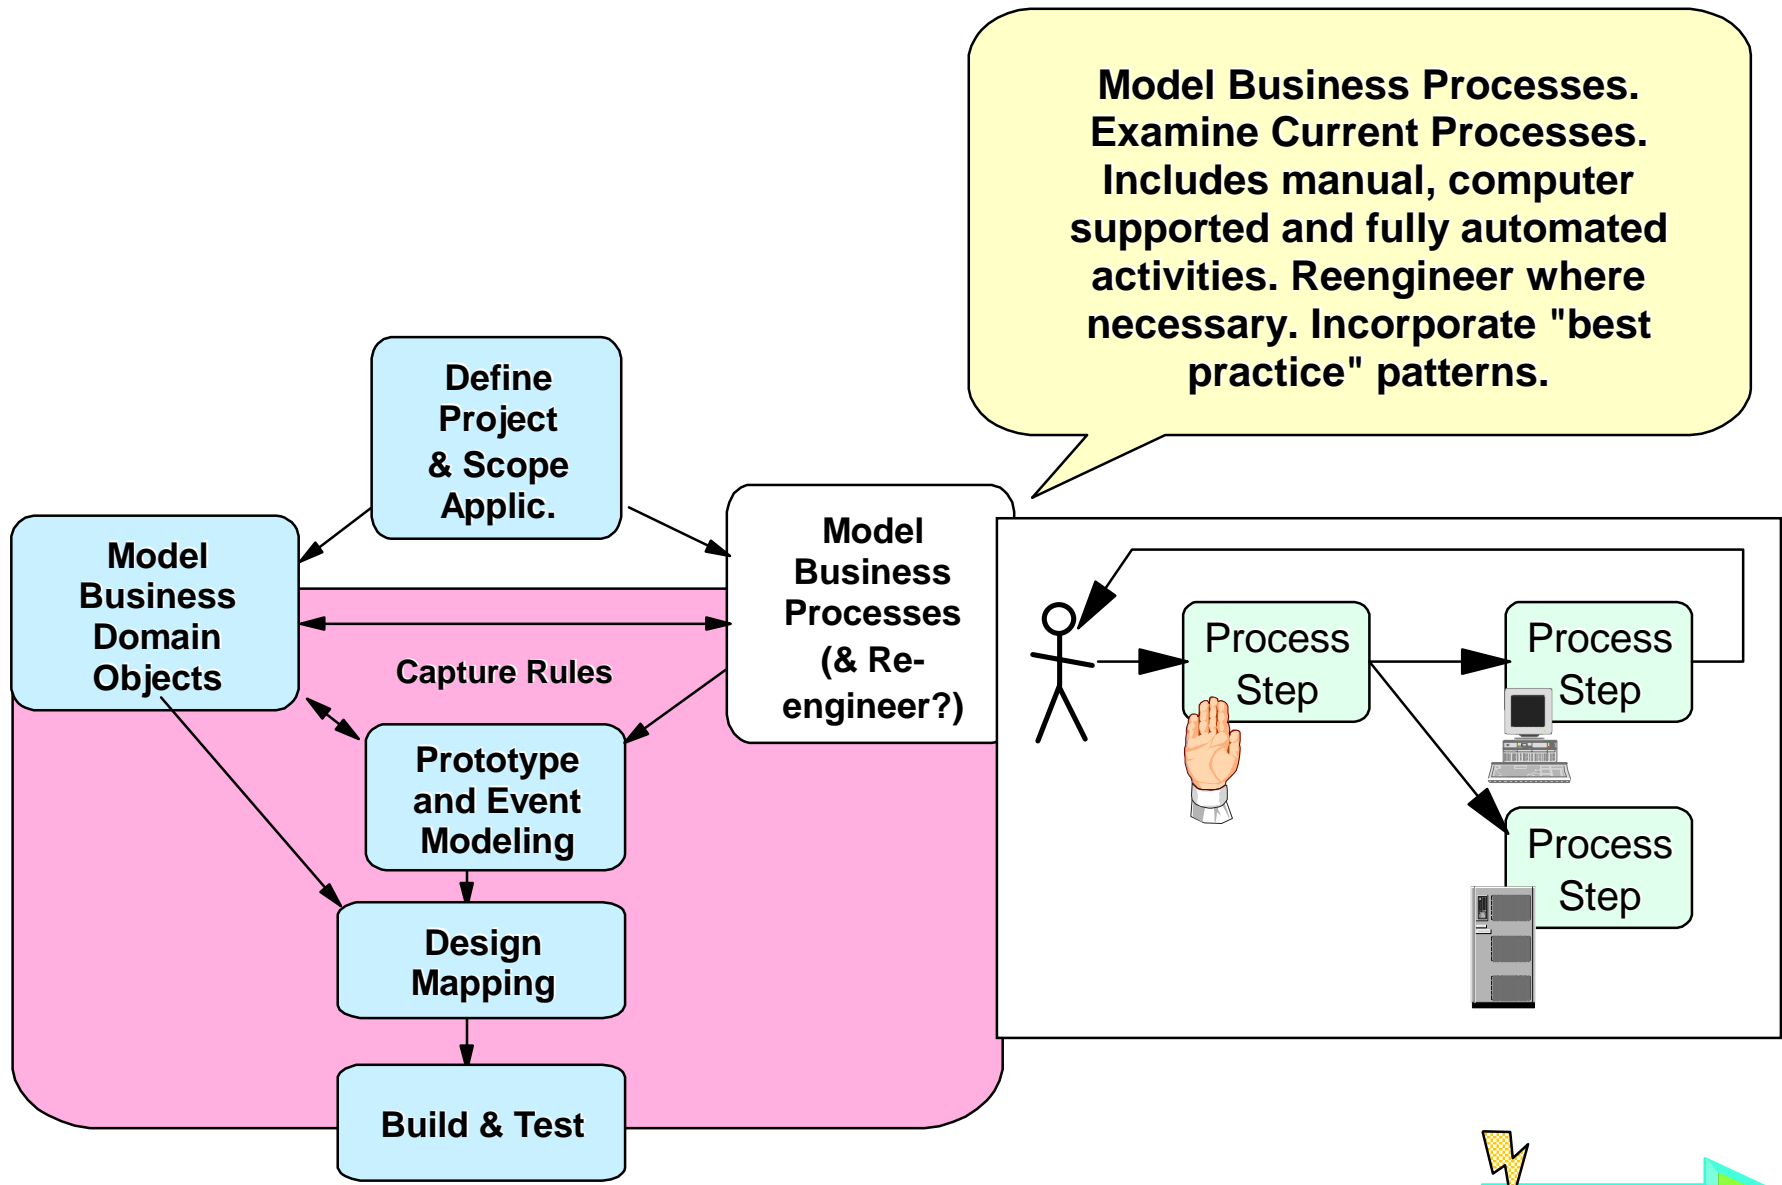 Model Business Processes.
Examine Current Processes.
Includes manual, computer
supported and fully automated
activities. Reengineer where
necessary. Incorporate "best
practice" patterns.
Define
Project
& Scope
Applic.
Model
Business
Domain
Objects
Model
Business
Processes
(& Re-
engineer?)
Capture Rules
Prototype
and Event
Modeling
Design
Mapping
Build & Test
Process
Step
Process
Step
Process
Step